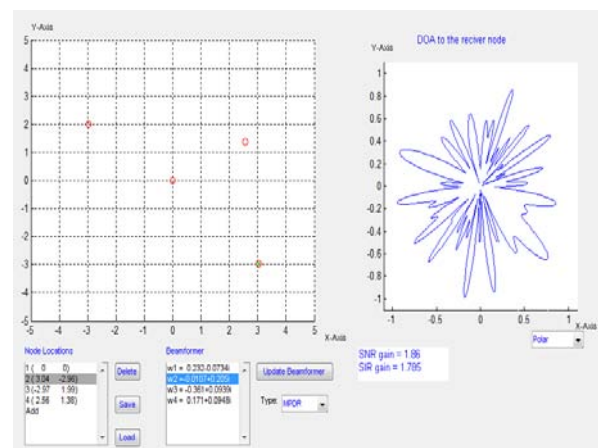 Y-Axis
5
4
3
2
1
0
-1
-2
-3
-4
-5
-5 -4 -3 -2 -1 0 1 2 3 4 5
X-Axis
DOA to the reciver node
Y-Axis
1
0.8
0.6
0.4
0.2
0
-0.2
-0.4
-0.6
-0.8
-1
-1 -0.5 0 0.5 1
X-Axis
Polar
Node Locations
1 ( 0 0)
2 ( 3.04 -2.96)
3 (-2.97 1.99)
4 ( 2.56 1.38)
Add
Delete
Save
Load
Beamformer
w1 = 0.232-0.0734i
w2 =-0.0107+0.205i
w3 = -0.361+0.0939i
w4 = 0.171+0.0948i
Update Beamformer
Type: MPDR
SNR gain = 1.86
SIR gain = 1.785